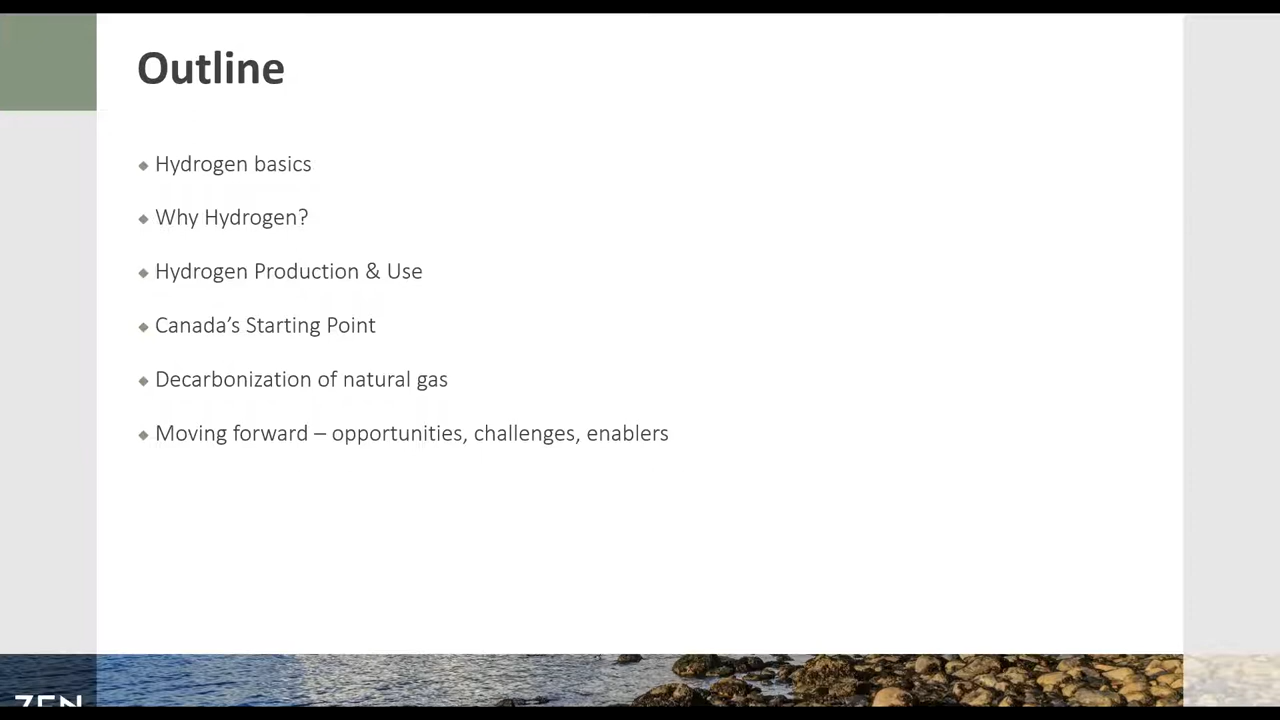 Outline
Hydrogen basics
Why Hydrogen?
Hydrogen Production & Use
Canada’s Starting Point
Decarbonization of natural gas
Moving forward – opportunities, challenges, enablers
ZEN